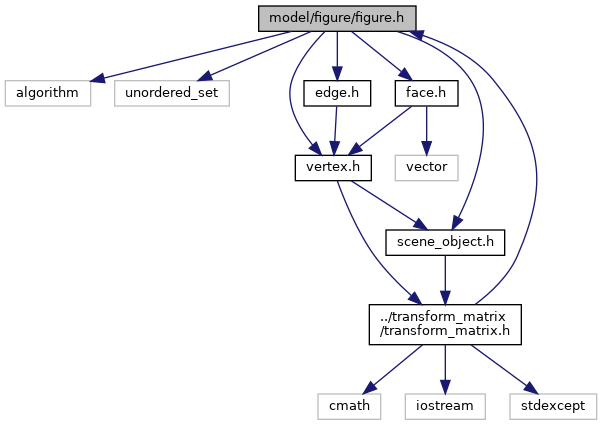 model/figure/figure.h
algorithm
unordered_set
edge.h
face.h
vertex.h
vector
scene_object.h
../transform_matrix
/transform_matrix.h
cmath
iostream
stdexcept